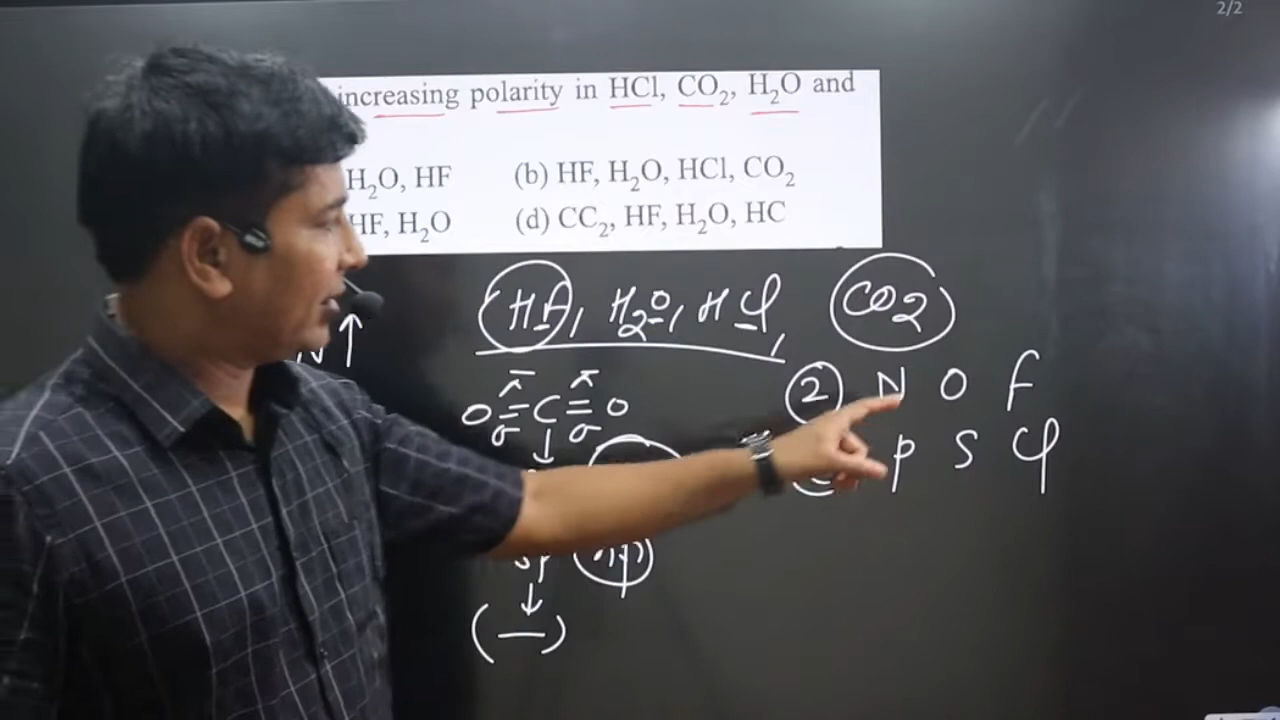 2/2
increasing polarity in HCl, CO₂, H₂O and
H₂O, HF (b) HF, H₂O, HCl, CO₂
HF, H₂O (d) CC₂, HF, H₂O, HC
HF, H₂O, HCl, CO₂
N ↑
π π
O = C = O
σ ↓ σ
2 N O F
P S Cl
sp
↓
(—)